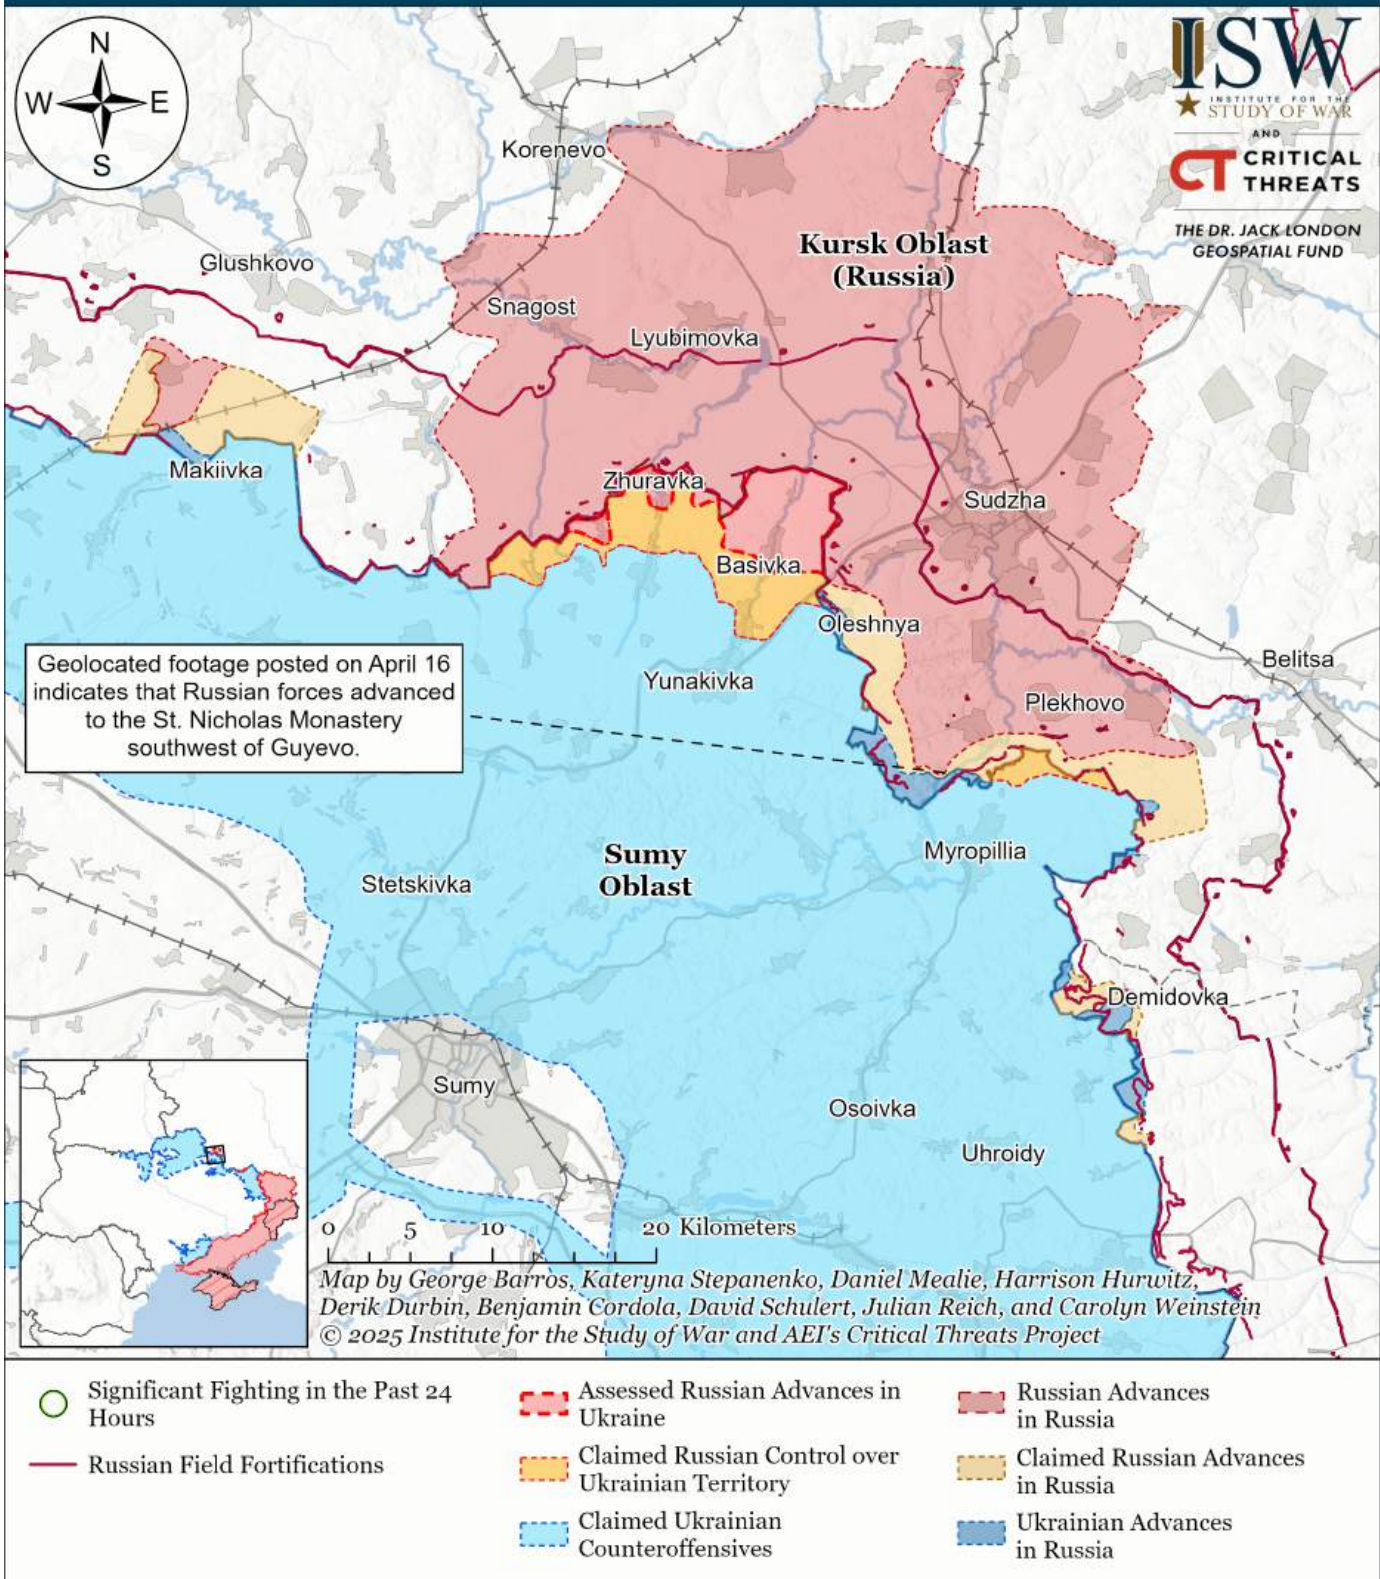 N
W
E
S
ISW
INSTITUTE FOR THE
STUDY OF WAR
AND
CT CRITICAL
THREATS
THE DR. JACK LONDON
GEOSPATIAL FUND
Korenevo
Kursk Oblast
(Russia)
Glushkovo
Snagost
Lyubimovka
Makiivka
Zhuravka
Sudzha
Basivka
Oleshnya
Geolocated footage posted on April 16
indicates that Russian forces advanced
to the St. Nicholas Monastery
southwest of Guyevo.
Yunakivka
Belitsa
Plekhovo
Sumy
Oblast
Myropillia
Stetskivka
Demidovka
Sumy
Osoivka
Uhroidy
0 5 10 20 Kilometers
Map by George Barros, Kateryna Stepanenko, Daniel Mealie, Harrison Hurwitz,
Derik Durbin, Benjamin Cordola, David Schulert, Julian Reich, and Carolyn Weinstein
© 2025 Institute for the Study of War and AEI's Critical Threats Project
Significant Fighting in the Past 24
Hours
Russian Field Fortifications
Assessed Russian Advances in
Ukraine
Claimed Russian Control over
Ukrainian Territory
Claimed Ukrainian
Counteroffensives
Russian Advances
in Russia
Claimed Russian Advances
in Russia
Ukrainian Advances
in Russia